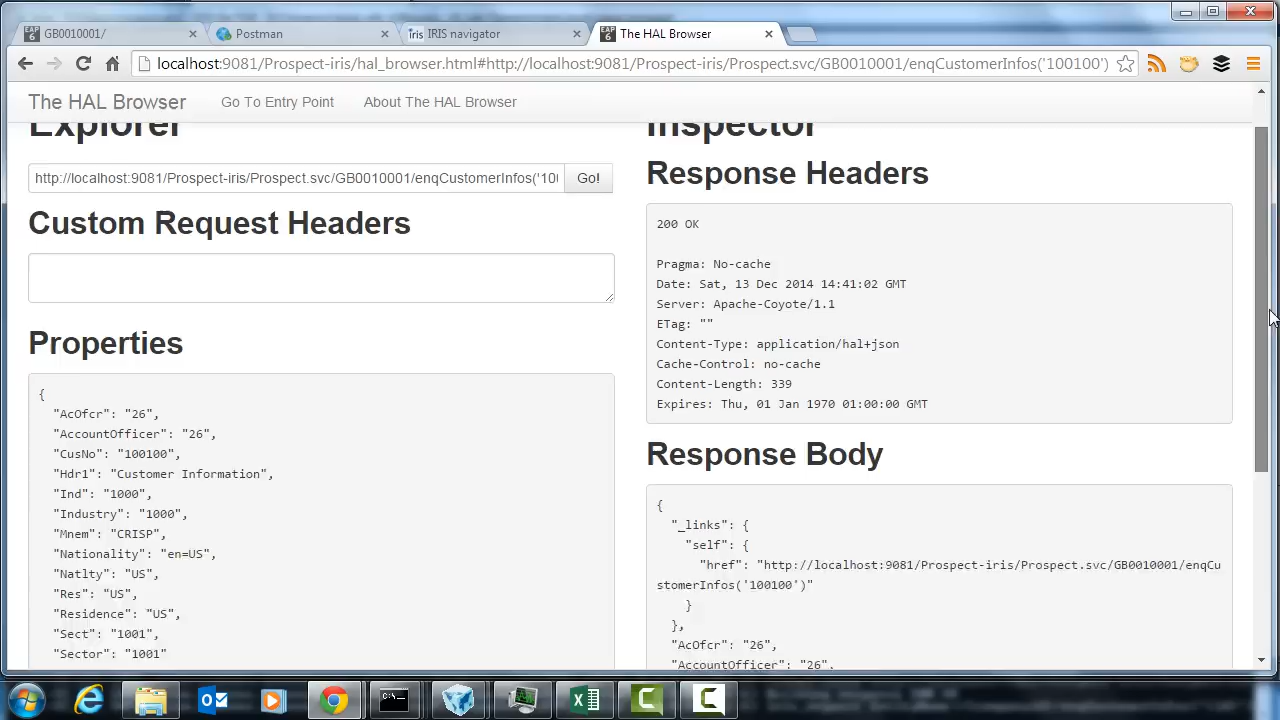 GB0010001/
Postman
iris IRIS navigator
The HAL Browser
localhost:9081/Prospect-iris/hal_browser.html#http://localhost:9081/Prospect-iris/Prospect.svc/GB0010001/enqCustomerInfos('100100')
The HAL Browser
Go To Entry Point
About The HAL Browser
Explorer
http://localhost:9081/Prospect-iris/Prospect.svc/GB0010001/enqCustomerInfos('10(
Go!
Custom Request Headers
Properties
{
"AcOfcr": "26",
"AccountOfficer": "26",
"CusNo": "100100",
"Hdr1": "Customer Information",
"Ind": "1000",
"Industry": "1000",
"Mnem": "CRISP",
"Nationality": "en=US",
"Natlty": "US",
"Res": "US",
"Residence": "US",
"Sect": "1001",
"Sector": "1001"
Inspector
Response Headers
200 OK
Pragma: No-cache
Date: Sat, 13 Dec 2014 14:41:02 GMT
Server: Apache-Coyote/1.1
ETag: ""
Content-Type: application/hal+json
Cache-Control: no-cache
Content-Length: 339
Expires: Thu, 01 Jan 1970 01:00:00 GMT
Response Body
{
"_links": {
"self": {
"href": "http://localhost:9081/Prospect-iris/Prospect.svc/GB0010001/enqCu
stomerInfos('100100')"
}
},
"AcOfcr": "26",
"AccountOfficer": "26",